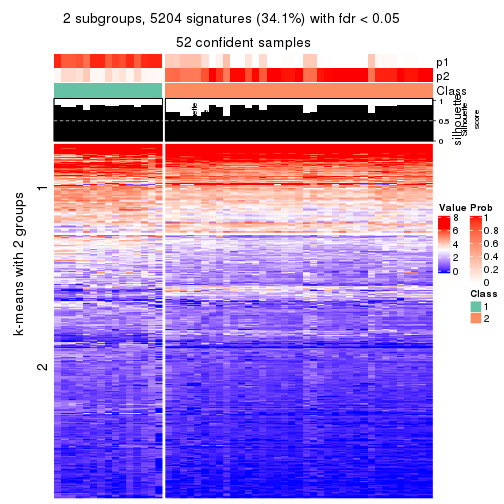 2 subgroups, 5204 signatures (34.1%) with fdr < 0.05
52 confident samples
p1
p2
Class
1
0.5
0
silhouette
Silhouette
score
k-means with 2 groups
1
2
Value
8
6
4
2
0
Prob
1
0.8
0.6
0.4
0.2
0
Class
1
2